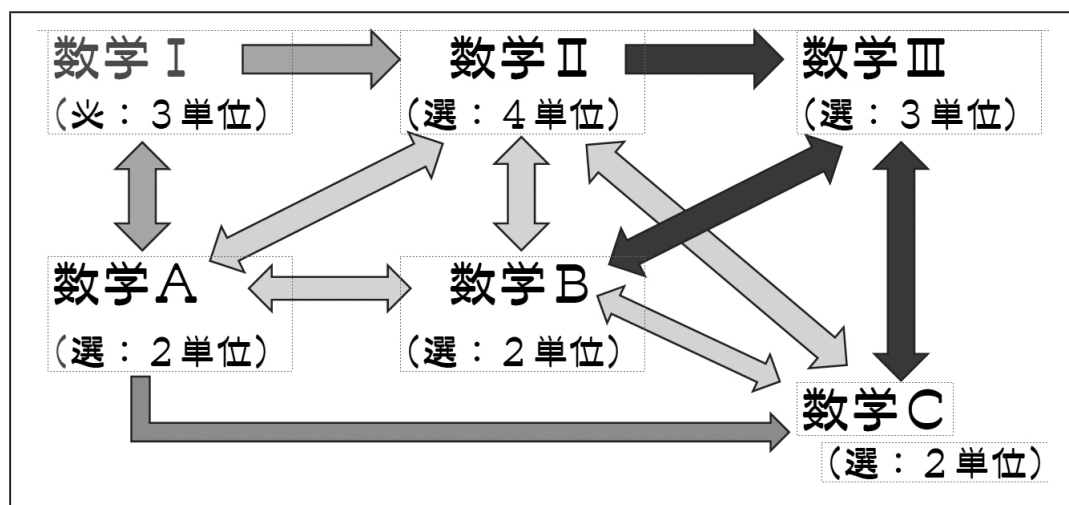 数学Ⅰ
(必：３単位)
数学Ⅱ
(選：４単位)
数学Ⅲ
(選：３単位)
数学Ａ
(選：２単位)
数学Ｂ
(選：２単位)
数学Ｃ
(選：２単位)